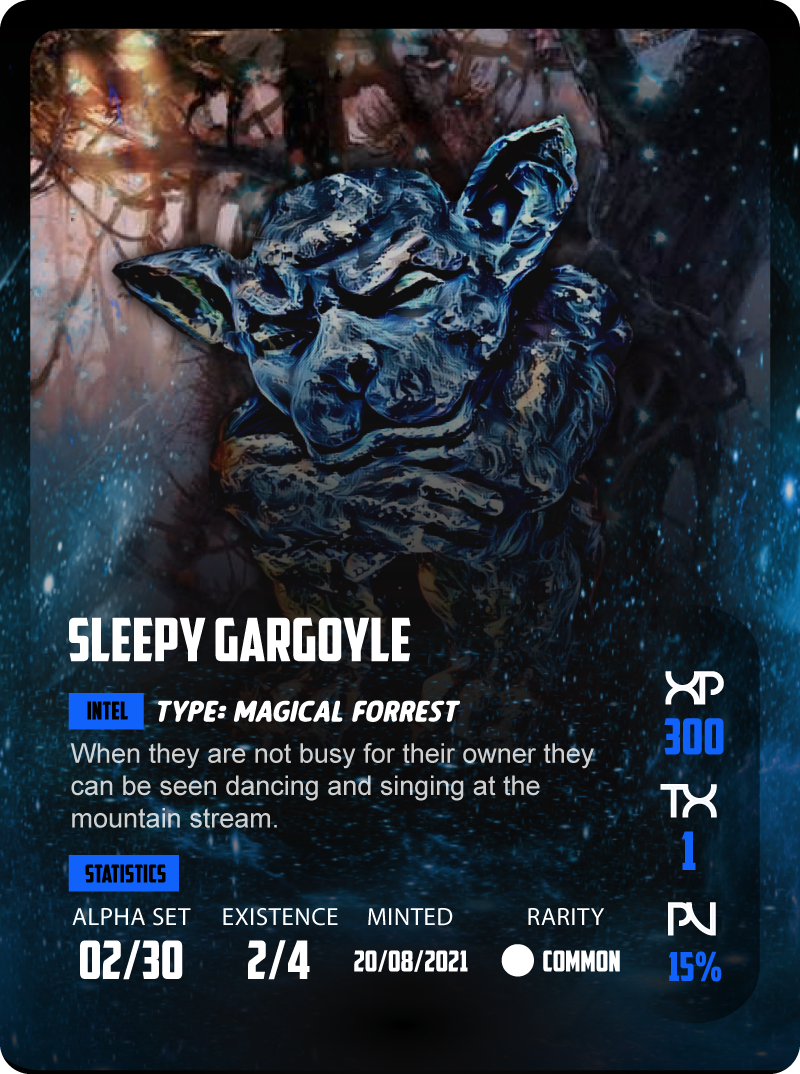 SLEEPY GARGOYLE
INTEL TYPE: MAGICAL FORREST
When they are not busy for their owner they
can be seen dancing and singing at the
mountain stream.
STATISTICS
ALPHA SET EXISTENCE MINTED RARITY
02/30 2/4 20/08/2021 COMMON
XP
300
TX
1
PV
15%